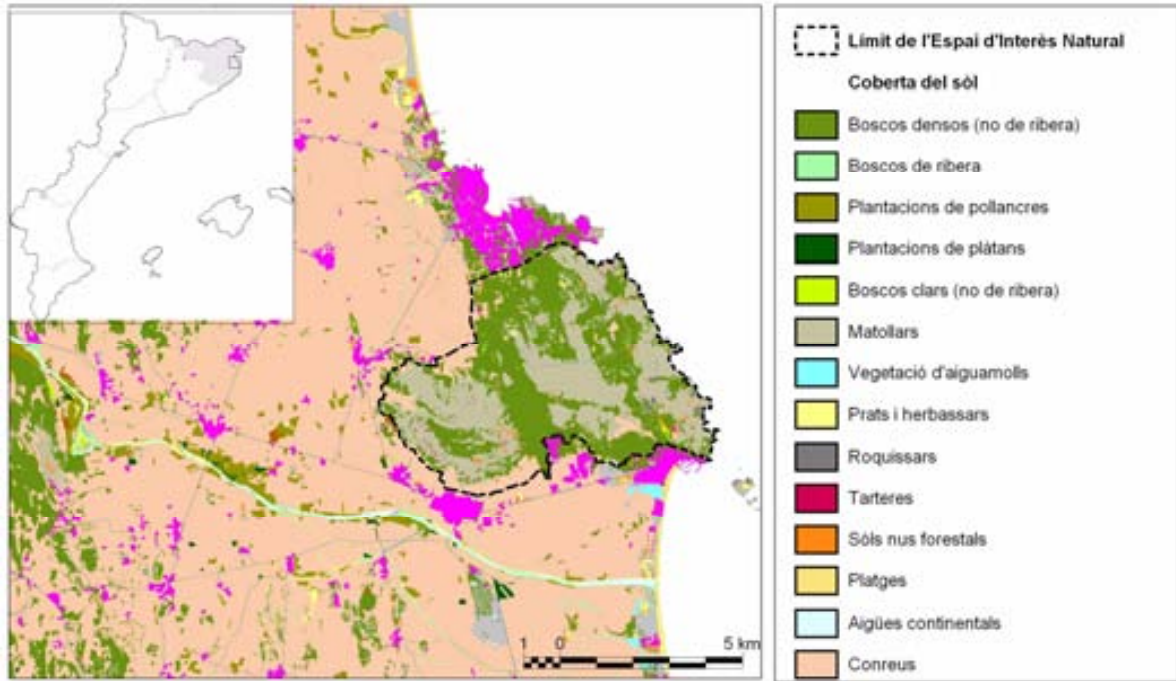 1 0 5 km
Límit de l'Espai d'Interès Natural
Coberta del sòl
Boscos densos (no de ribera)
Boscos de ribera
Plantacions de pollancres
Plantacions de plàtans
Boscos clars (no de ribera)
Matollars
Vegetació d'aiguamolls
Prats i herbassars
Roquissars
Tarteres
Sòls nus forestals
Platges
Aigües continentals
Conreus